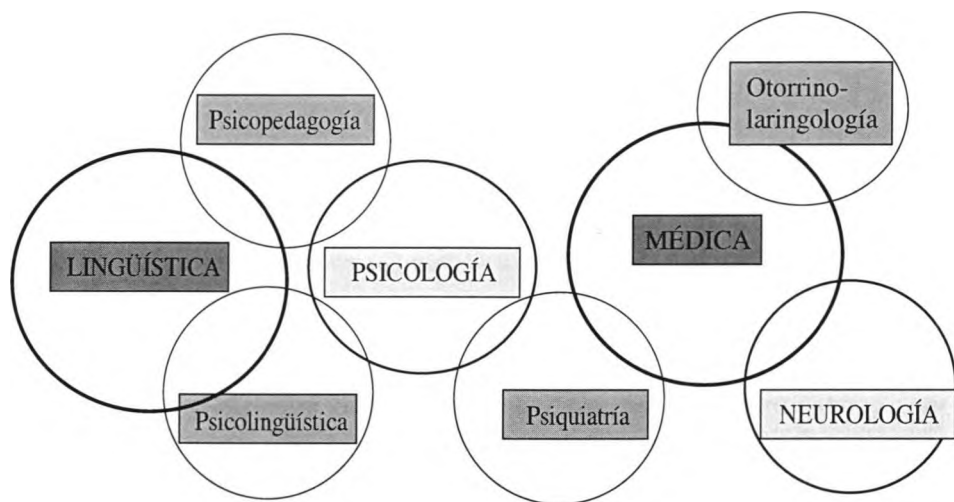 Psicopedagogía
Otorrino-
laringología
LINGÜÍSTICA
PSICOLOGÍA
MÉDICA
Psicolingüística
Psiquiatría
NEUROLOGÍA